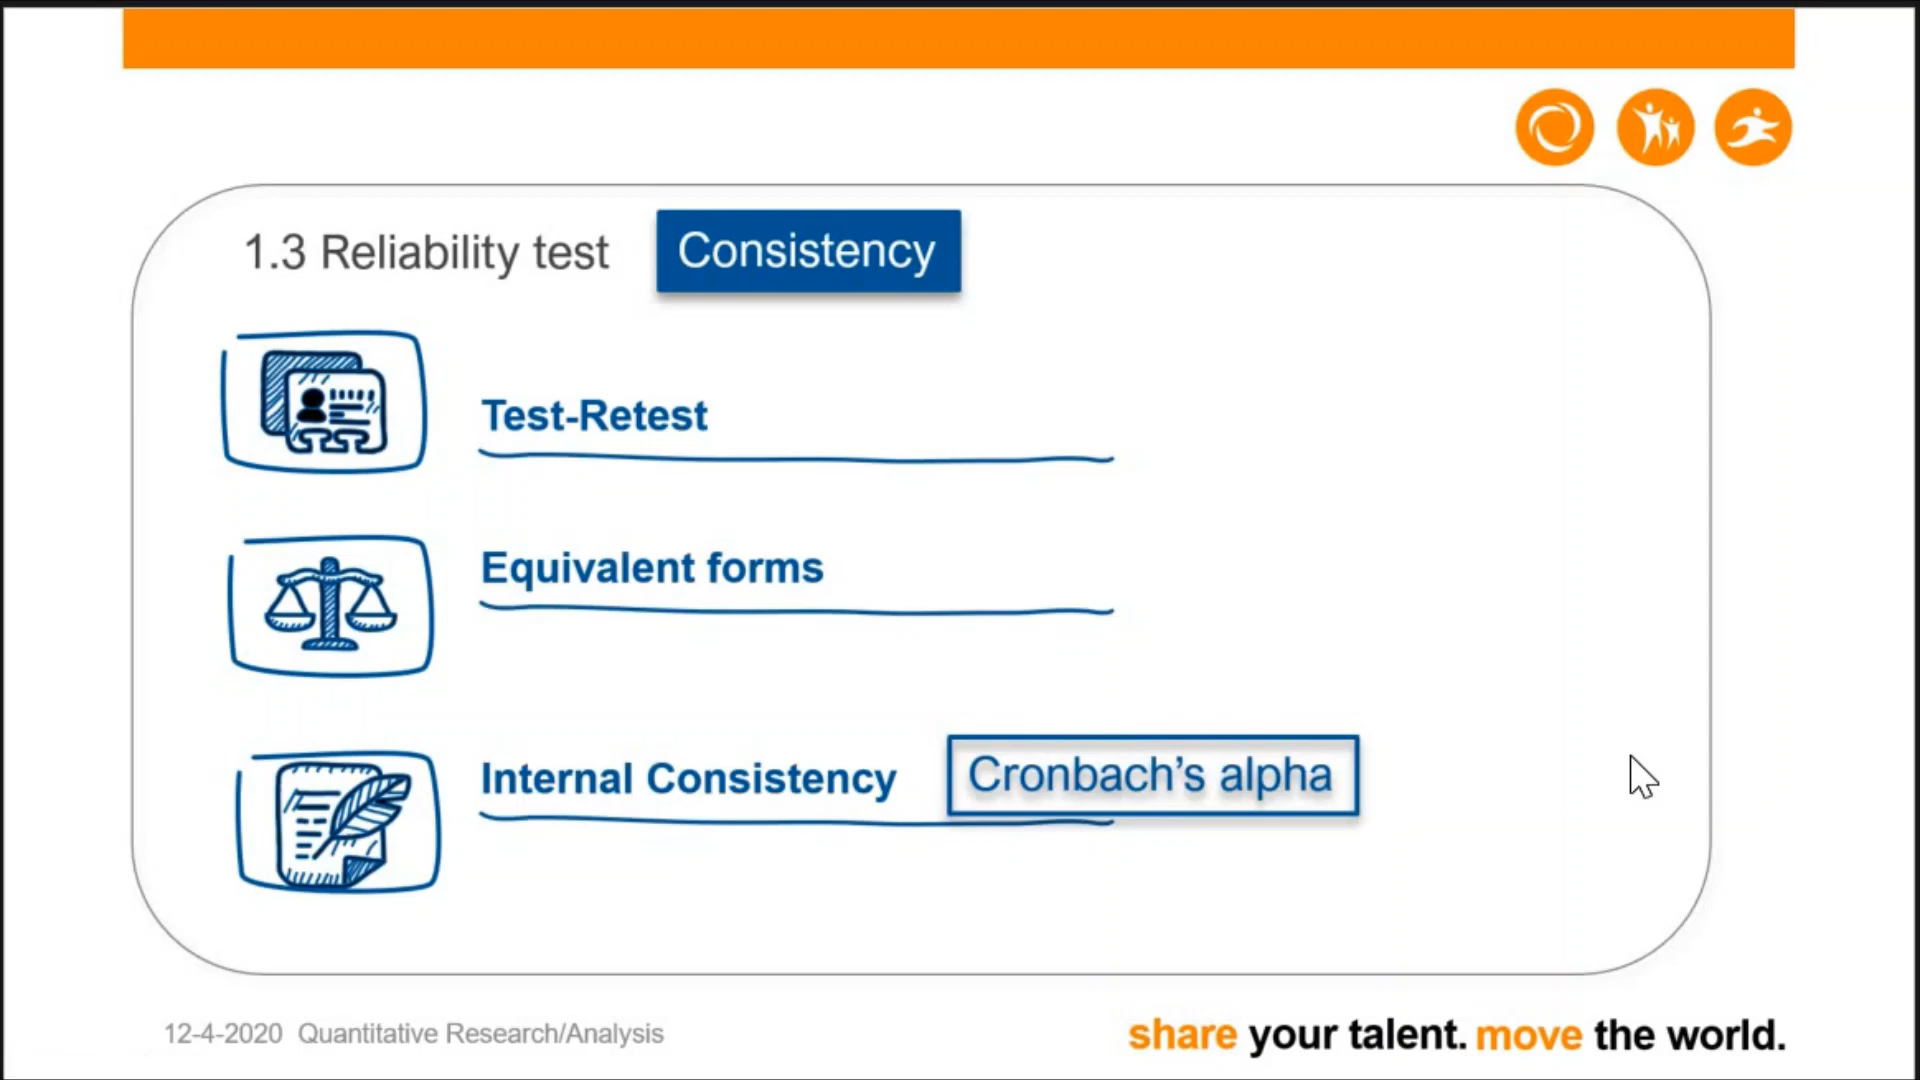 1.3 Reliability test Consistency
Test-Retest
Equivalent forms
Internal Consistency Cronbach’s alpha
12-4-2020 Quantitative Research/Analysis
share your talent. move the world.